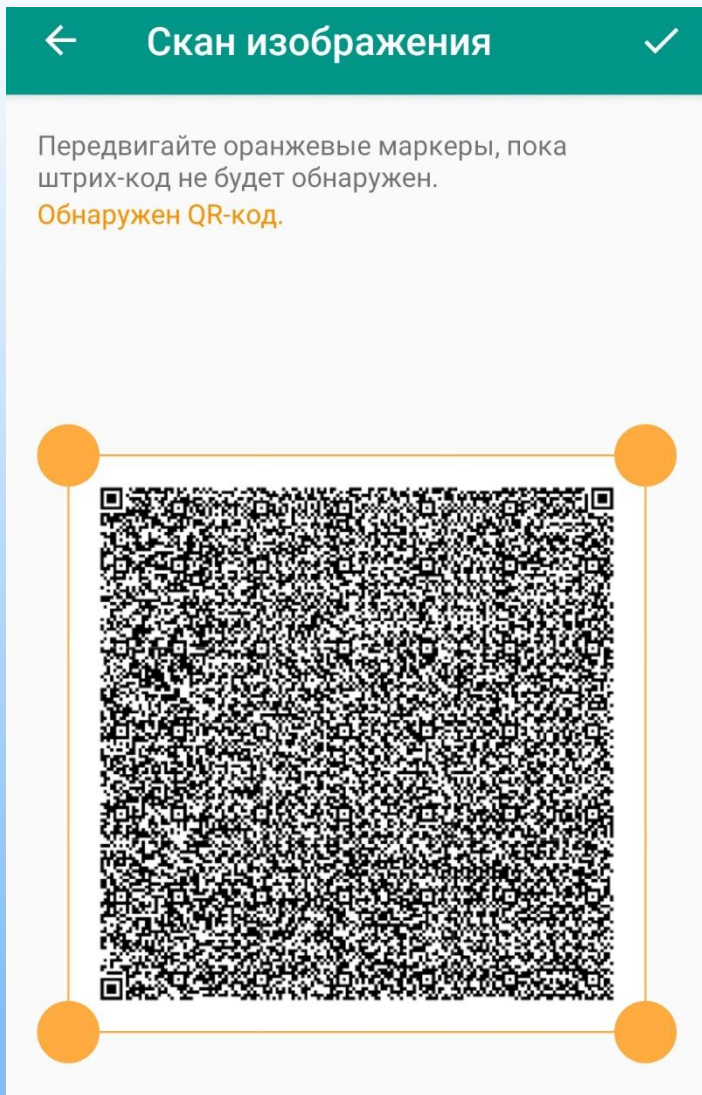 Скан изображения
Передвигайте оранжевые маркеры, пока
штрих-код не будет обнаружен.
Обнаружен QR-код.